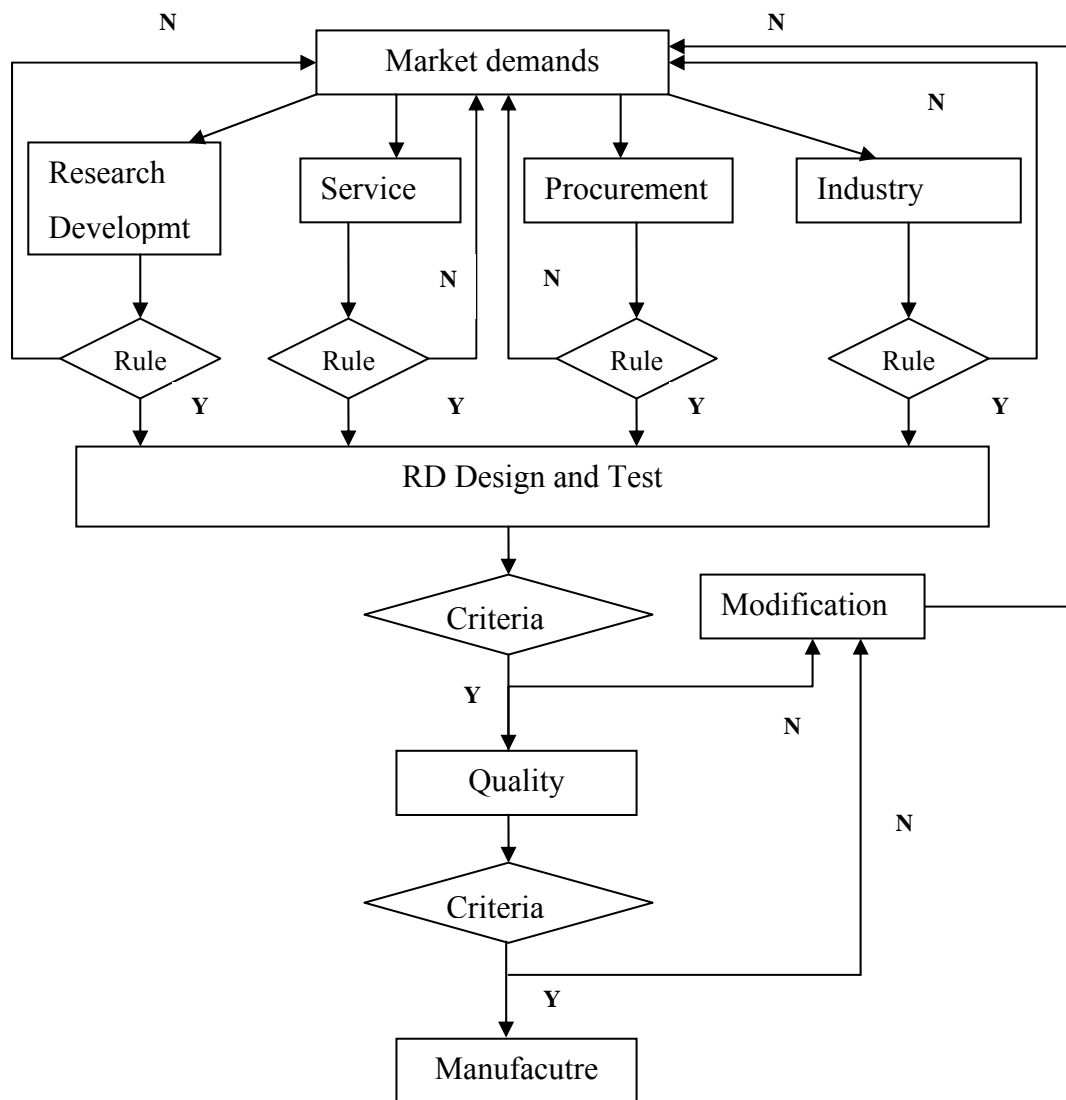 N
N
Market demands
N
Research
Developmt
Service
Procurement
Industry
N
N
Rule
Rule
Rule
Rule
Y
Y
Y
Y
RD Design and Test
Criteria
Modification
Y
N
Quality
N
Criteria
Y
Manufacutre